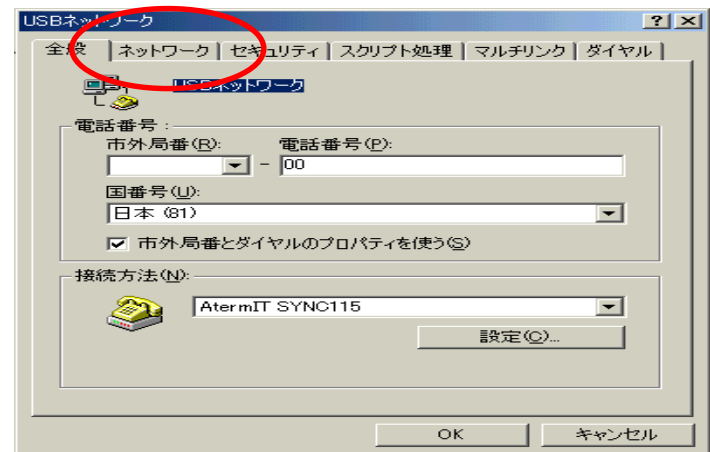 USBネットワーク
全般 ネットワーク セキュリティ スクリプト処理 マルチリンク ダイヤル
USBネットワーク
電話番号:
市外局番(R): 電話番号(P):
- 00
国番号(U):
日本 (81)
市外局番とダイヤルのプロパティを使う(S)
接続方法(N):
AtermIT SYNC115
設定(C)...
OK キャンセル